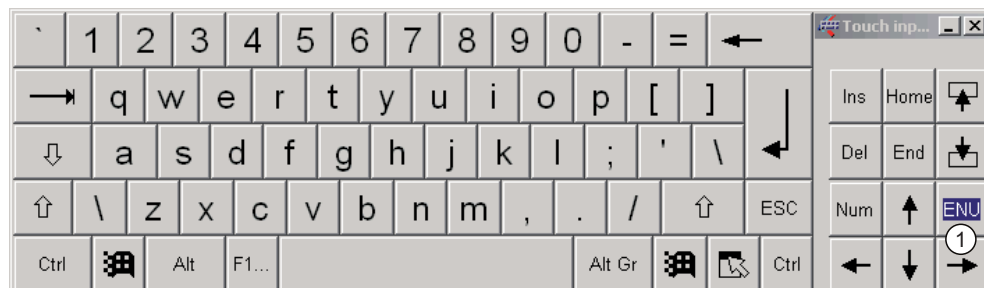 ` 1 2 3 4 5 6 7 8 9 0 - = Touch inp...
q w e r t y u i o p [ ] Ins Home
a s d f g h j k l ; ' \ Del End
\ z x c v b n m , . / ESC Num ENU
1
Ctrl Alt F1... Alt Gr Ctrl